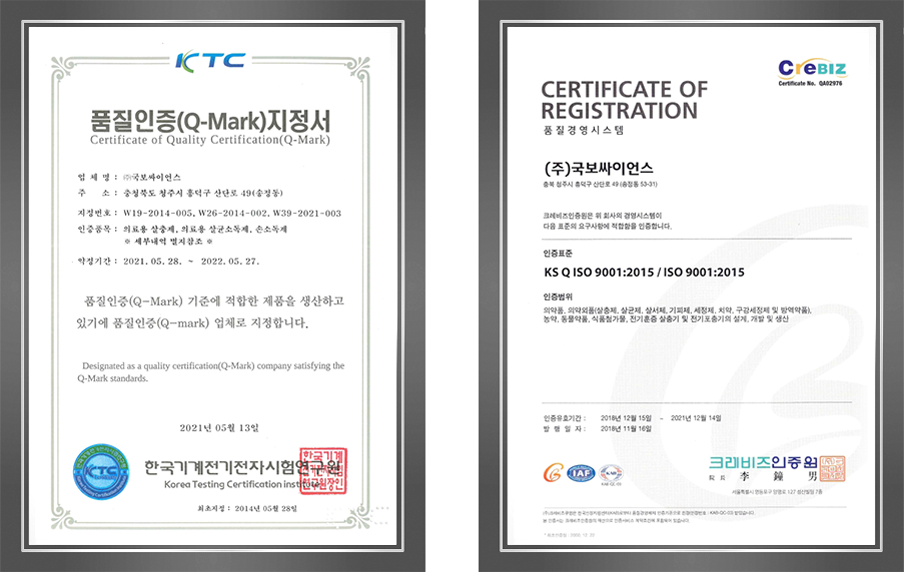 KTC
품질인증(Q-Mark)지정서
Certificate of Quality Certification(Q-Mark)
업 체 명 : ㈜국보싸이언스
주 소 : 충청북도 청주시 흥덕구 산단로 49(송정동)
지정번호 : W19-2014-005, W26-2014-002, W39-2021-003
인증품목 : 의료용 살충제, 의료용 살균소독제, 손소독제
※ 세부내역 별지참조 ※
약정기간 : 2021. 05. 28. ~ 2022. 05. 27.
품질인증(Q-Mark) 기준에 적합한 제품을 생산하고
있기에 품질인증(Q-mark) 업체로 지정합니다.
Designated as a quality certification(Q-Mark) company satisfying the
Q-Mark standards.
2021년 05월 13일
KTC
한국기계전기전자시험연구원
Korea Testing Certification institute
최초지정 : 2014년 05월 28일
CreBIZ
Certificate No. QA02976
CERTIFICATE OF
REGISTRATION
품질경영시스템
(주)국보싸이언스
충북 청주시 흥덕구 산단로 49 (송정동 53-31)
크레비즈인증원은 위 회사의 경영시스템이
다음 표준의 요구사항에 적합함을 인증합니다.
인증표준
KS Q ISO 9001:2015 / ISO 9001:2015
인증범위
의약품, 의약외품(살충제, 살균제, 살서제, 기피제, 세정제, 치약, 구강세정제 및 방역약품),
농약, 동물약품, 식품첨가물, 전기훈증 살충기 및 전기포충기의 설계, 개발 및 생산
인증유효기간 : 2018년 12월 15일 ~ 2021년 12월 14일
발 행 일 자 : 2018년 11월 16일
IAF
크레비즈인증원
院長 李 鐘 男
서울특별시 영등포구 양평로 127 성산빌딩 7층